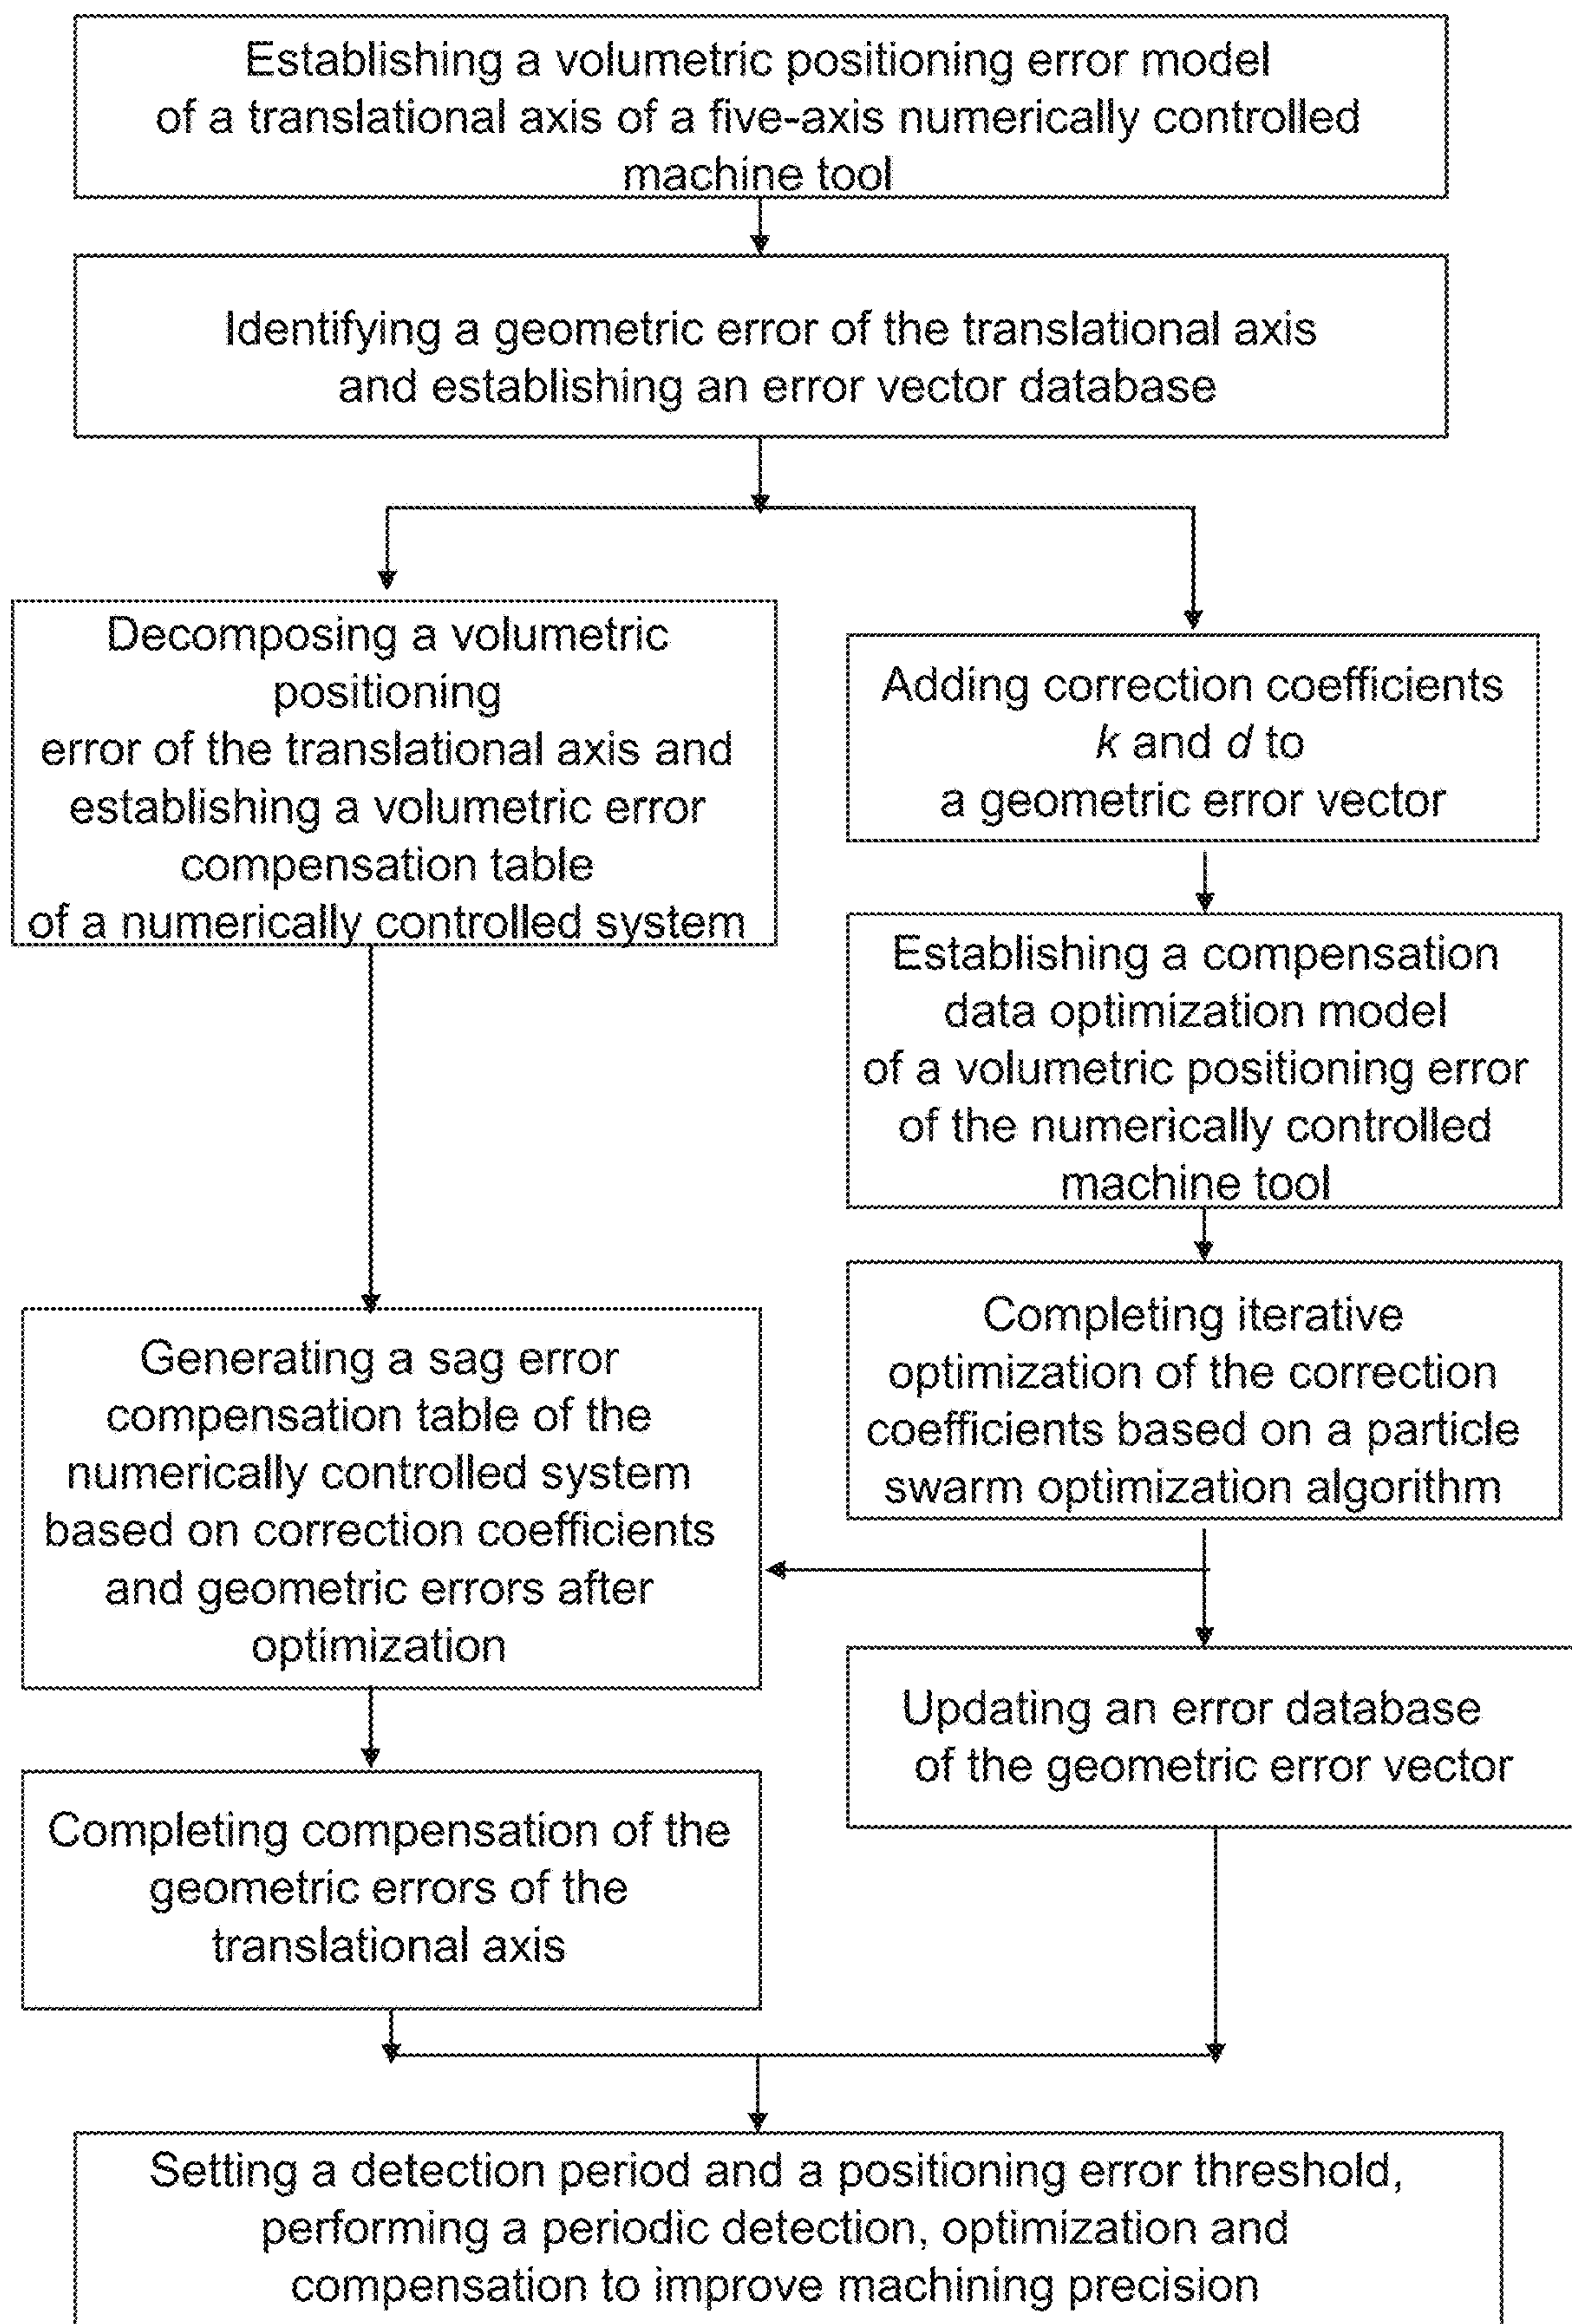 Establishing a volumetric positioning error model
of a translational axis of a five-axis numerically controlled
machine tool
Identifying a geometric error of the translational axis
and establishing an error vector database
Decomposing a volumetric
positioning
error of the translational axis and
establishing a volumetric error
compensation table
of a numerically controlled system
Adding correction coefficients
k and d to
a geometric error vector
Establishing a compensation
data optimization model
of a volumetric positioning error
of the numerically controlled
machine tool
Completing iterative
optimization of the correction
coefficients based on a particle
swarm optimization algorithm
Generating a sag error
compensation table of the
numerically controlled system
based on correction coefficients
and geometric errors after
optimization
Updating an error database
of the geometric error vector
Completing compensation of the
geometric errors of the
translational axis
Setting a detection period and a positioning error threshold,
performing a periodic detection, optimization and
compensation to improve machining precision